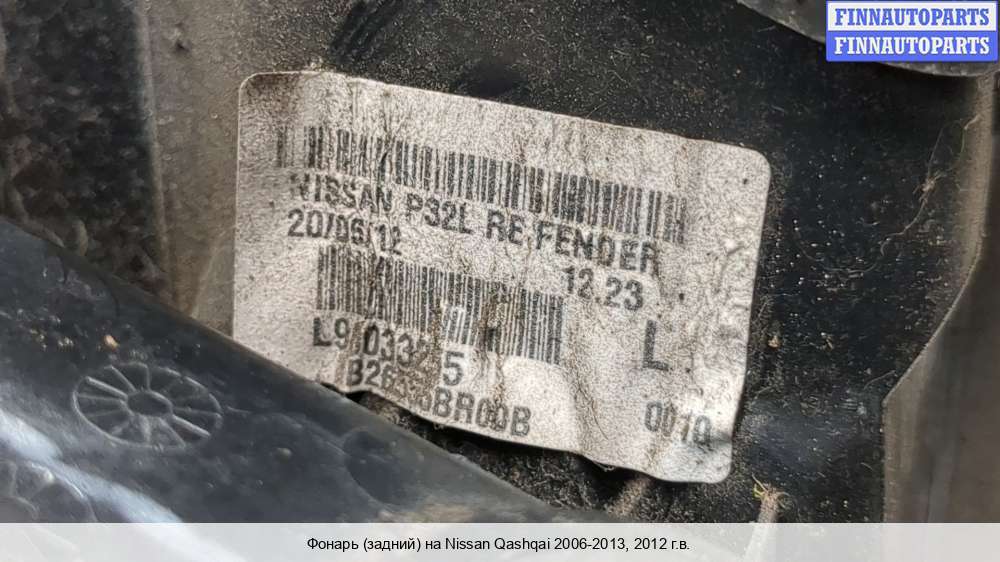 FINNAUTOPARTS
FINNAUTOPARTS
NISSAN P32L RE FENDER
20/06/12 12.23
L
0010
Фонарь (задний) на Nissan Qashqai 2006-2013, 2012 г.в.